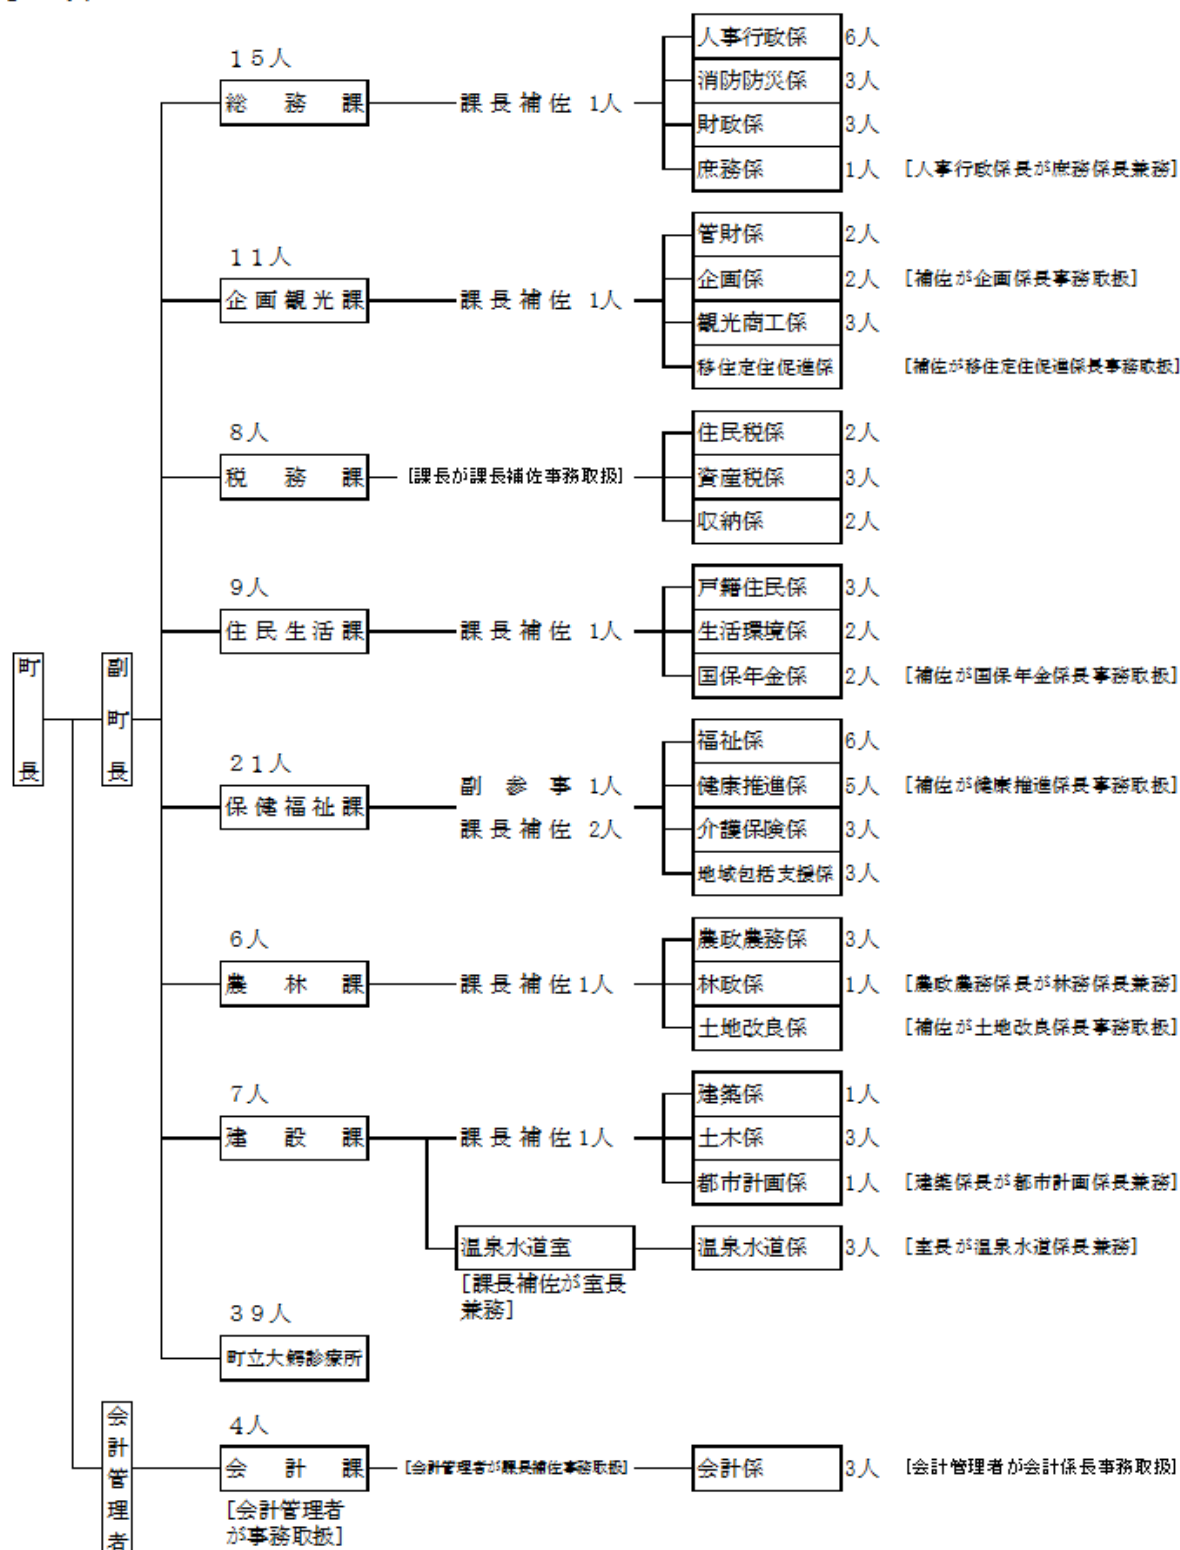 15人
総務課 課長補佐 1人
人事行政係 6人
消防防災係 3人
財政係 3人
庶務係 1人 [人事行政係長が庶務係長兼務]
11人
企画観光課 課長補佐 1人
管財係 2人
企画係 2人 [補佐が企画係長事務取扱]
観光商工係 3人
移住定住促進係 [補佐が移住定住促進係長事務取扱]
8人
税務課 [課長が課長補佐事務取扱]
住民税係 2人
資産税係 3人
収納係 2人
9人
住民生活課 課長補佐 1人
戸籍住民係 3人
生活環境係 2人
国保年金係 2人 [補佐が国保年金係長事務取扱]
町長
副町長
21人
保健福祉課
副参事 1人
課長補佐 2人
福祉係 6人
健康推進係 5人 [補佐が健康推進係長事務取扱]
介護保険係 3人
地域包括支援係 3人
6人
農林課 課長補佐1人
農政農務係 3人
林政係 1人 [農政農務係長が林務係長兼務]
土地改良係 [補佐が土地改良係長事務取扱]
7人
建設課 課長補佐1人
建築係 1人
土木係 3人
都市計画係 1人 [建築係長が都市計画係長兼務]
温泉水道室 温泉水道係 3人 [室長が温泉水道係長兼務]
[課長補佐が室長
兼務]
39人
町立大鰐診療所
会計管理者
4人
会計課 [会計管理者が課長補佐事務取扱] 会計係 3人 [会計管理者が会計係長事務取扱]
[会計管理者
が事務取扱]